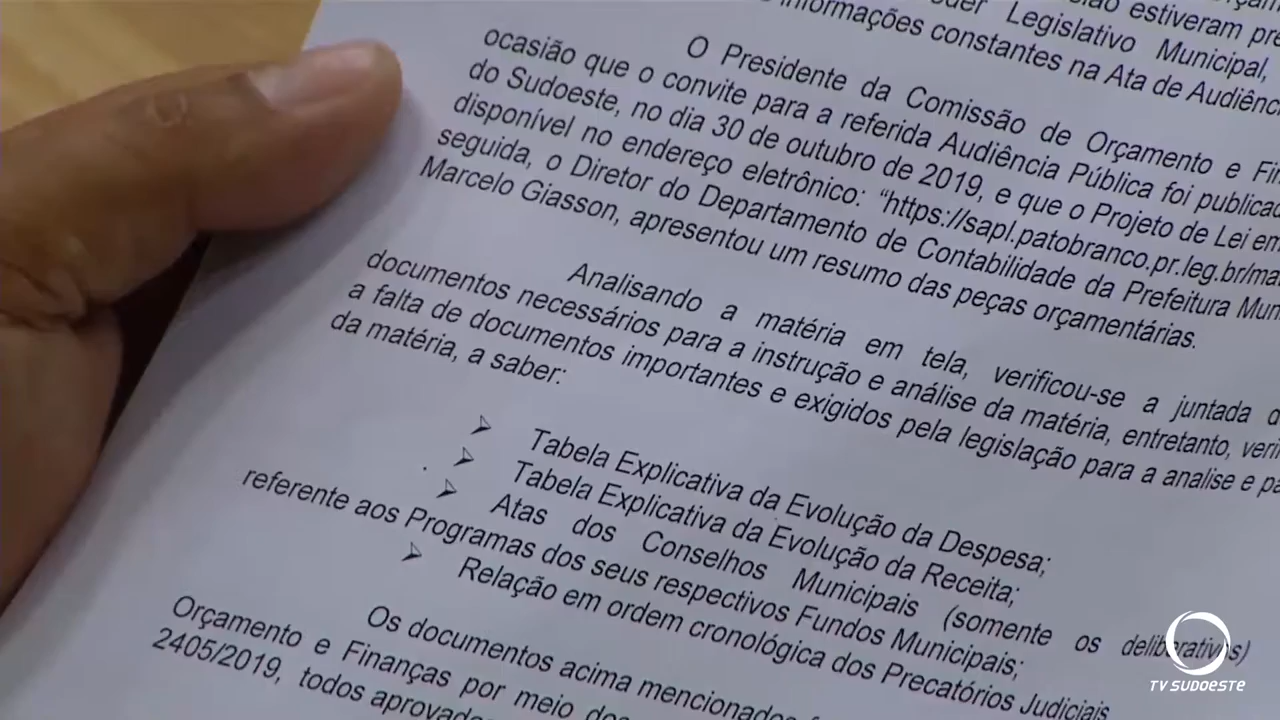 estiveram pre
Legislativo Municipal,
informações constantes na Ata de Audiênc
O Presidente da Comissão de Orçamento e Fin
ocasião que o convite para a referida Audiência Pública foi publicad
do Sudoeste, no dia 30 de outubro de 2019, e que o Projeto de Lei em
disponível no endereço eletrônico: “https://sapl.patobranco.pr.leg.br/ma
seguida, o Diretor do Departamento de Contabilidade da Prefeitura Mun
Marcelo Giasson, apresentou um resumo das peças orçamentárias.
Analisando a matéria em tela, verificou-se a juntada d
documentos necessários para a instrução e análise da matéria, entretanto, veri
a falta de documentos importantes e exigidos pela legislação para a analise e pa
da matéria, a saber:
➢ Tabela Explicativa da Evolução da Despesa;
➢ Tabela Explicativa da Evolução da Receita;
➢ Atas dos Conselhos Municipais (somente os deliberativos)
referente aos Programas dos seus respectivos Fundos Municipais;
➢ Relação em ordem cronológica dos Precatórios Judiciais
Os documentos acima mencionados
Orçamento e Finanças por meio dos
2405/2019, todos aprovados
TV SUDOESTE